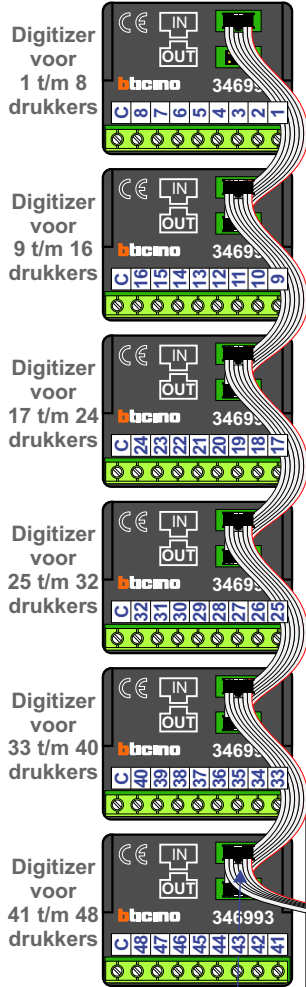 Digitizer
voor
1 t/m 8
drukkers
CE IN
OUT
bticino 34699
C 8 7 6 5 4 3 2 1
Digitizer
voor
9 t/m 16
drukkers
CE IN
OUT
bticino 34699
C 16 15 14 13 12 11 10 9
Digitizer
voor
17 t/m 24
drukkers
CE IN
OUT
bticino 34699
C 24 23 22 21 20 19 18 17
Digitizer
voor
25 t/m 32
drukkers
CE IN
OUT
bticino 34699
C 32 31 30 29 28 27 26 25
Digitizer
voor
33 t/m 40
drukkers
CE IN
OUT
bticino 34699
C 40 39 38 37 36 35 34 33
Digitizer
voor
41 t/m 48
drukkers
CE IN
OUT
bticino 346993
C 48 47 46 45 44 43 42 41